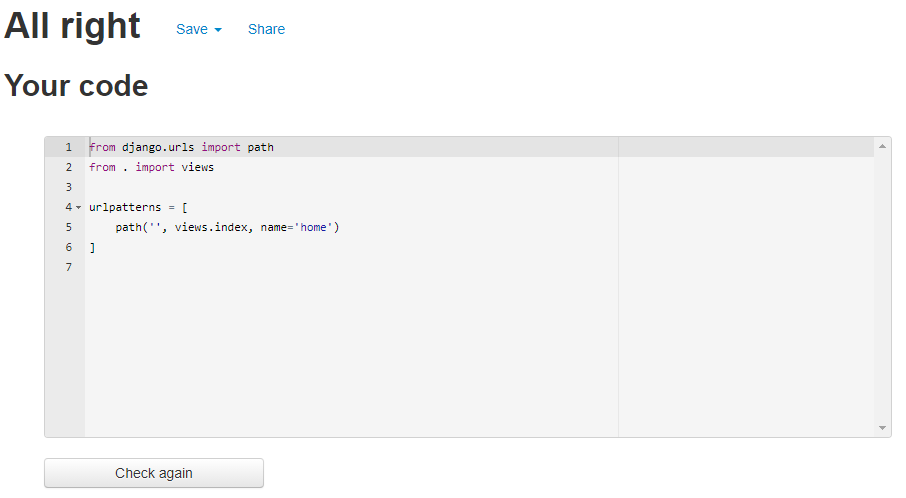 All right Save Share
Your code
1 from django.urls import path
2 from . import views
3
4 urlpatterns = [
5     path('', views.index, name='home')
6 ]
7
Check again